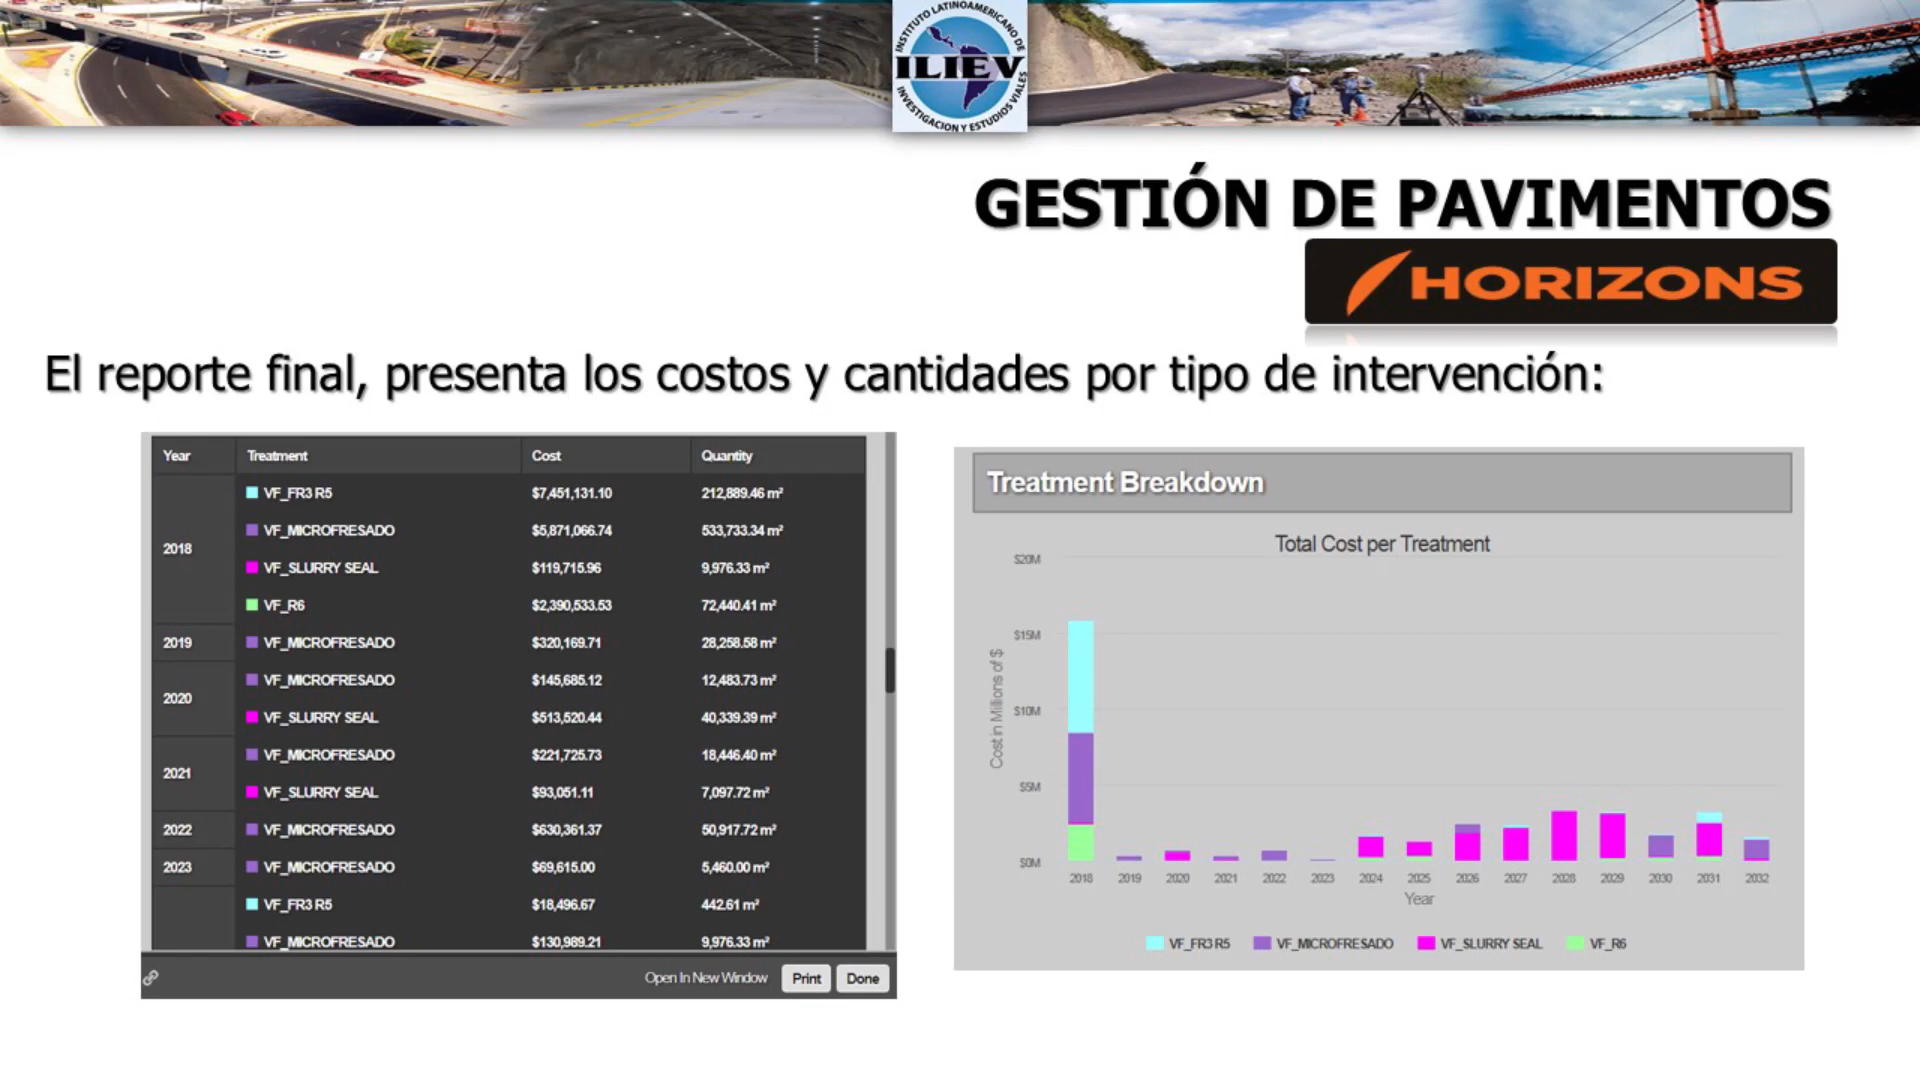 INSTITUTO LATINOAMERICANO DE
ILIEV
INVESTIGACION Y ESTUDIOS VIALES
GESTIÓN DE PAVIMENTOS
HORIZONS
El reporte final, presenta los costos y cantidades por tipo de intervención:
Year Treatment Cost Quantity
2018
VF_FR3 R5 $7,451,131.10 212,889.46 m²
VF_MICROFRESADO $5,871,066.74 533,733.34 m²
VF_SLURRY SEAL $119,715.96 9,976.33 m²
VF_R6 $2,390,533.53 72,440.41 m²
2019 VF_MICROFRESADO $320,169.71 28,258.58 m²
2020
VF_MICROFRESADO $145,685.12 12,483.73 m²
VF_SLURRY SEAL $513,520.44 40,339.39 m²
2021
VF_MICROFRESADO $221,725.73 18,446.40 m²
VF_SLURRY SEAL $93,051.11 7,097.72 m²
2022 VF_MICROFRESADO $630,361.37 50,917.72 m²
2023 VF_MICROFRESADO $69,615.00 5,460.00 m²
VF_FR3 R5 $18,496.67 442.61 m²
VF_MICROFRESADO $130,989.21 9,976.33 m²
Open In New Window Print Done
Treatment Breakdown
Total Cost per Treatment
$20M
$15M
$10M
$5M
$0M
Cost in Millions of $
2018 2019 2020 2021 2022 2023 2024 2025 2026 2027 2028 2029 2030 2031 2032
Year
VF_FR3 R5 VF_MICROFRESADO VF_SLURRY SEAL VF_R6